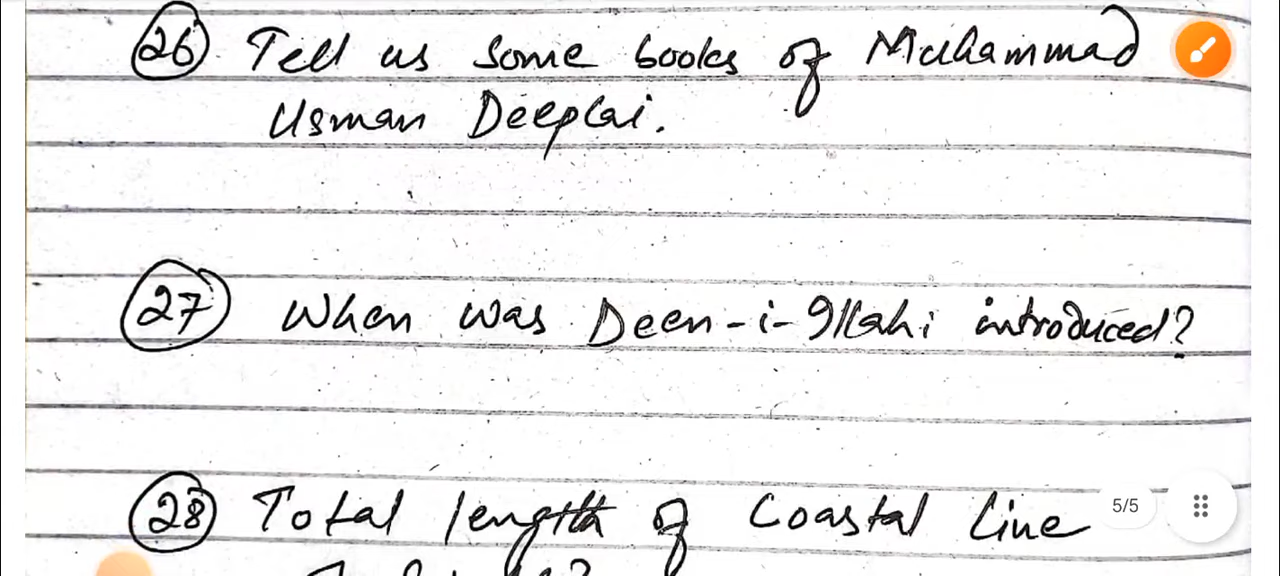 26 Tell us some books of Muhammad
Usman Deeplai.
27 When was Deen-i-Illahi introduced?
28 Total length of Coastal line
5/5